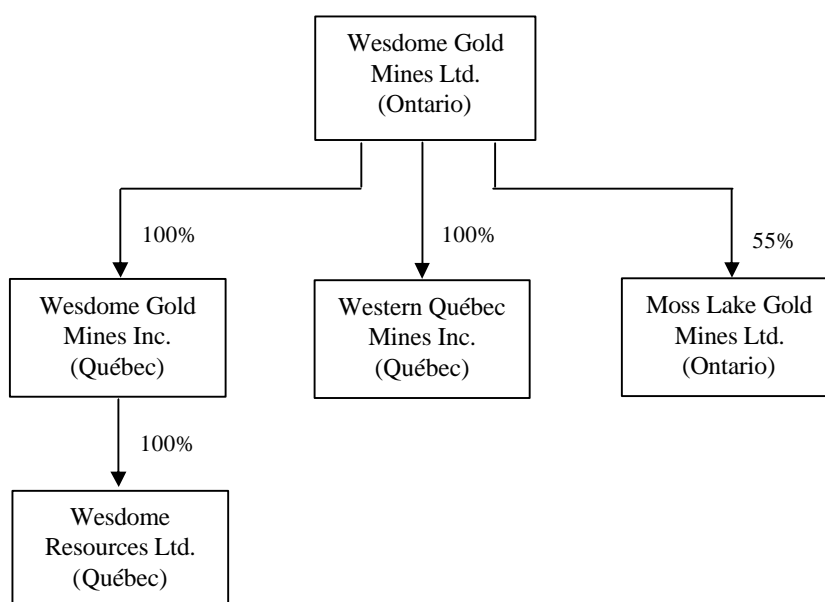 Wesdome Gold
Mines Ltd.
(Ontario)
100%
100%
55%
Wesdome Gold
Mines Inc.
(Québec)
Western Québec
Mines Inc.
(Québec)
Moss Lake Gold
Mines Ltd.
(Ontario)
100%
Wesdome
Resources Ltd.
(Québec)